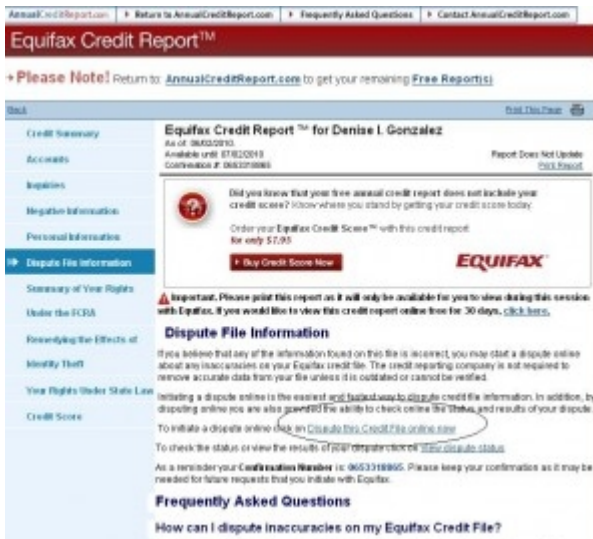 AnnualCreditReport.com
Return to AnnualCreditReport.com
Frequently Asked Questions
Contact AnnualCreditReport.com
Equifax Credit Report™
Please Note! Return to: AnnualCreditReport.com to get your remaining Free Report(s)
Back
Print This Page
Credit Summary
Accounts
Inquiries
Negative Information
Personal Information
Dispute File Information
Summary of Your Rights
Under the FCRA
Remedying the Effects of
Identity Theft
Your Rights Under State Law
Credit Score
Equifax Credit Report ™ for Denise L Gonzalez
As of: 06/02/2010
Available until: 07/02/2010
Report Does Not Update
Confirmation #: 0653318865
Print Report
Did you know that your free annual credit report does not include your
credit score? Know where you stand by getting your credit score today.
Order your Equifax Credit Score™ with this credit report
for only $7.95
Buy Credit Score Now
EQUIFAX
Important. Please print this report as it will only be available for you to view during this session
with Equifax. If you would like to view this credit report online free for 30 days, click here.
Dispute File Information
If you believe that any of the information found on this file is incorrect, you may start a dispute online
about any inaccuracies on your Equifax credit file. The credit reporting company is not required to
remove accurate data from your file unless it is outdated or cannot be verified.
Initiating a dispute online is the easiest and fastest way to dispute credit file information. In addition, by
disputing online you are also provided the ability to check online the status and results of your dispute.
To initiate a dispute online click on Dispute this Credit File online now
To check the status or view the results of your dispute click on view dispute status
As a reminder your Confirmation Number is: 0653318865. Please keep your confirmation as it may be
needed for future requests that you initiate with Equifax.
Frequently Asked Questions
How can I dispute inaccuracies on my Equifax Credit File?